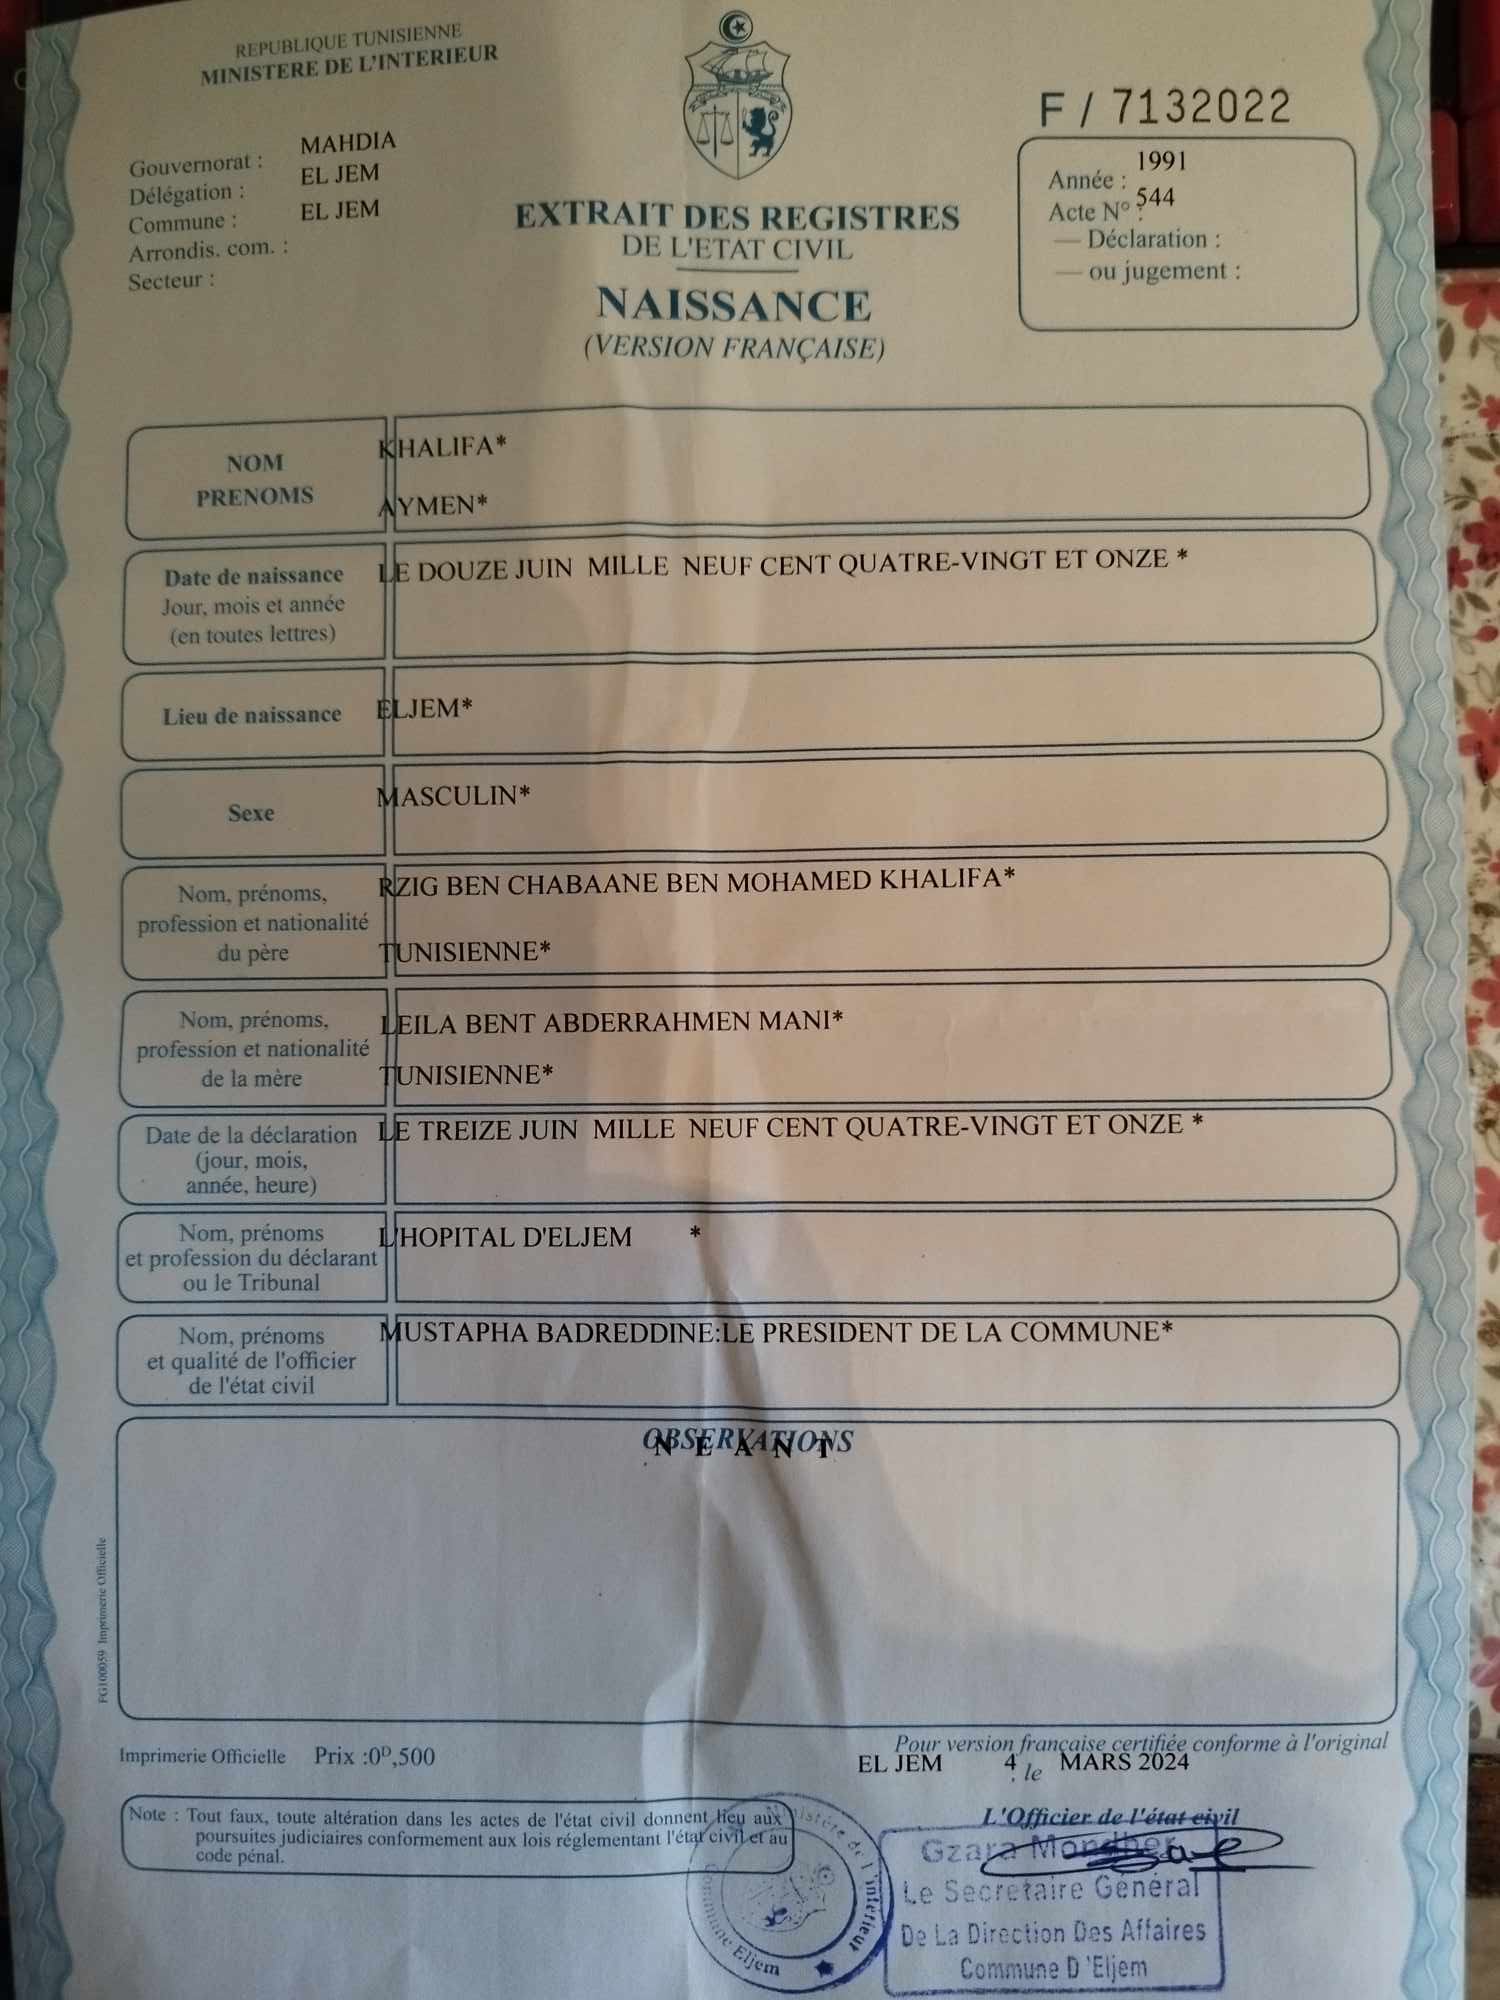 REPUBLIQUE TUNISIENNE
MINISTERE DE L'INTERIEUR
Gouvernorat : MAHDIA
Délégation : EL JEM
Commune : EL JEM
Arrondis. com. :
Secteur :
EXTRAIT DES REGISTRES
DE L'ETAT CIVIL
NAISSANCE
(VERSION FRANÇAISE)
F / 7132022
Année : 1991
Acte N° : 544
— Déclaration :
— ou jugement :
NOM
PRENOMS
KHALIFA*
AYMEN*
Date de naissance
Jour, mois et année
(en toutes lettres)
LE DOUZE JUIN MILLE NEUF CENT QUATRE-VINGT ET ONZE *
Lieu de naissance
ELJEM*
Sexe
MASCULIN*
Nom, prénoms,
profession et nationalité
du père
RZIG BEN CHABAANE BEN MOHAMED KHALIFA*
TUNISIENNE*
Nom, prénoms,
profession et nationalité
de la mère
LEILA BENT ABDERRAHMEN MANI*
TUNISIENNE*
Date de la déclaration
(jour, mois,
année, heure)
LE TREIZE JUIN MILLE NEUF CENT QUATRE-VINGT ET ONZE *
Nom, prénoms
et profession du déclarant
ou le Tribunal
L'HOPITAL D'ELJEM *
Nom, prénoms
et qualité de l'officier
de l'état civil
MUSTAPHA BADREDDINE:LE PRESIDENT DE LA COMMUNE*
OBSERVATIONS
N E A N T
FG100059 Imprimerie Officielle
Imprimerie Officielle Prix :0ᴰ,500
Pour version française certifiée conforme à l'original
EL JEM 4 le MARS 2024
Note : Tout faux, toute altération dans les actes de l'état civil donnent lieu aux
poursuites judiciaires conformement aux lois réglementant l'état civil et au
code pénal.
L'Officier de l'état civil
Gzara Mondher
Le Secretaire Général
De La Direction Des Affaires
Commune D 'Eljem
Ministère de l'intérieur
Commune Eljem